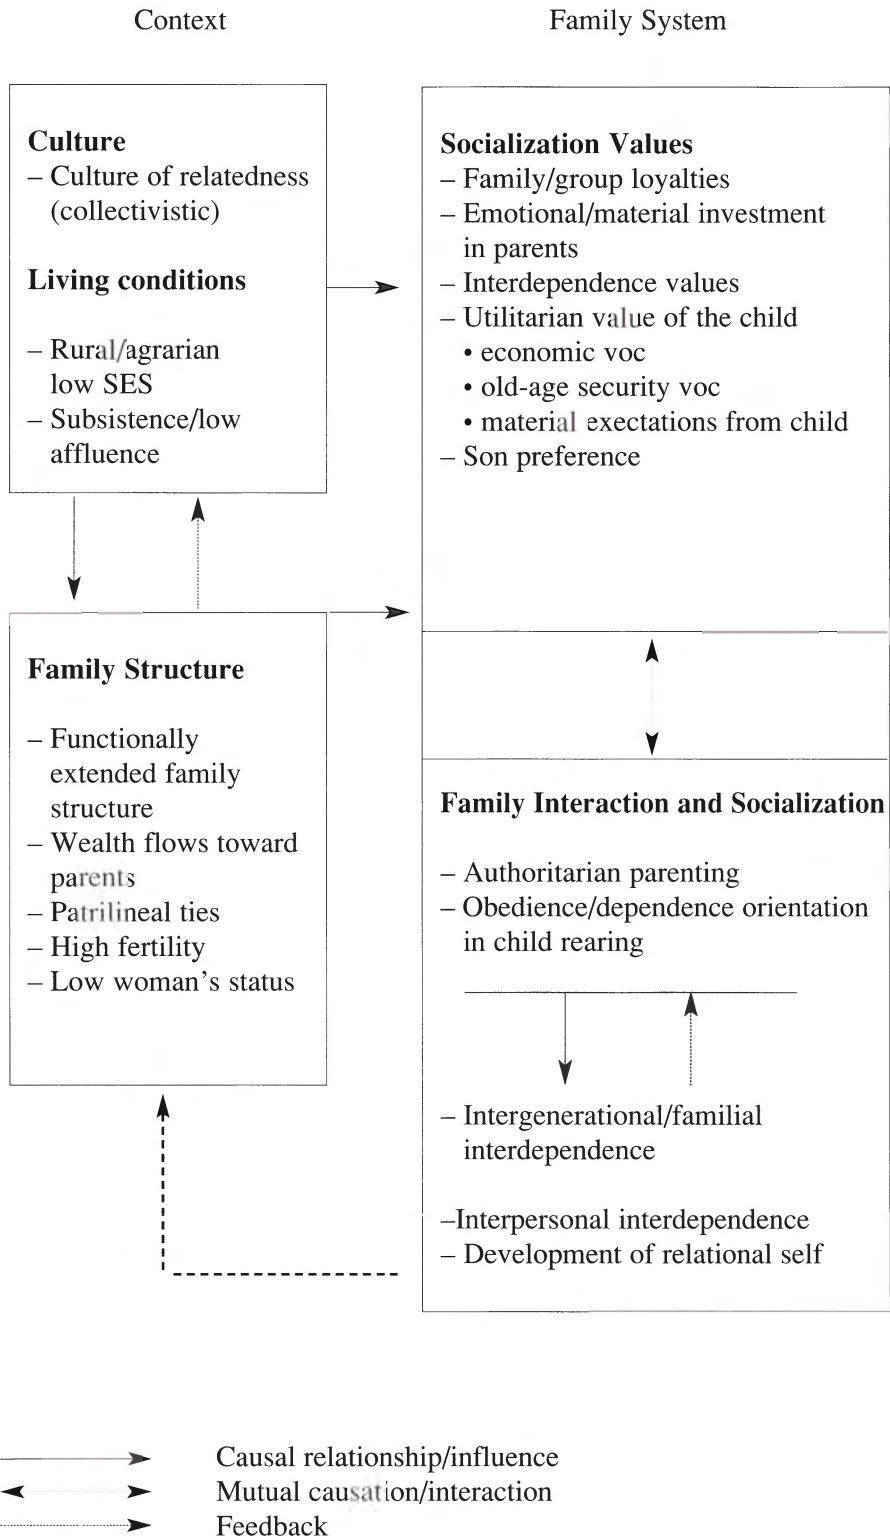 Context
Family System
Culture
– Culture of relatedness
(collectivistic)
Living conditions
– Rural/agrarian
low SES
– Subsistence/low
affluence
Socialization Values
– Family/group loyalties
– Emotional/material investment
in parents
– Interdependence values
– Utilitarian value of the child
• economic voc
• old-age security voc
• material exectations from child
– Son preference
Family Structure
– Functionally
extended family
structure
– Wealth flows toward
parents
– Patrilineal ties
– High fertility
– Low woman's status
Family Interaction and Socialization
– Authoritarian parenting
– Obedience/dependence orientation
in child rearing
– Intergenerational/familial
interdependence
–Interpersonal interdependence
– Development of relational self
Causal relationship/influence
Mutual causation/interaction
Feedback